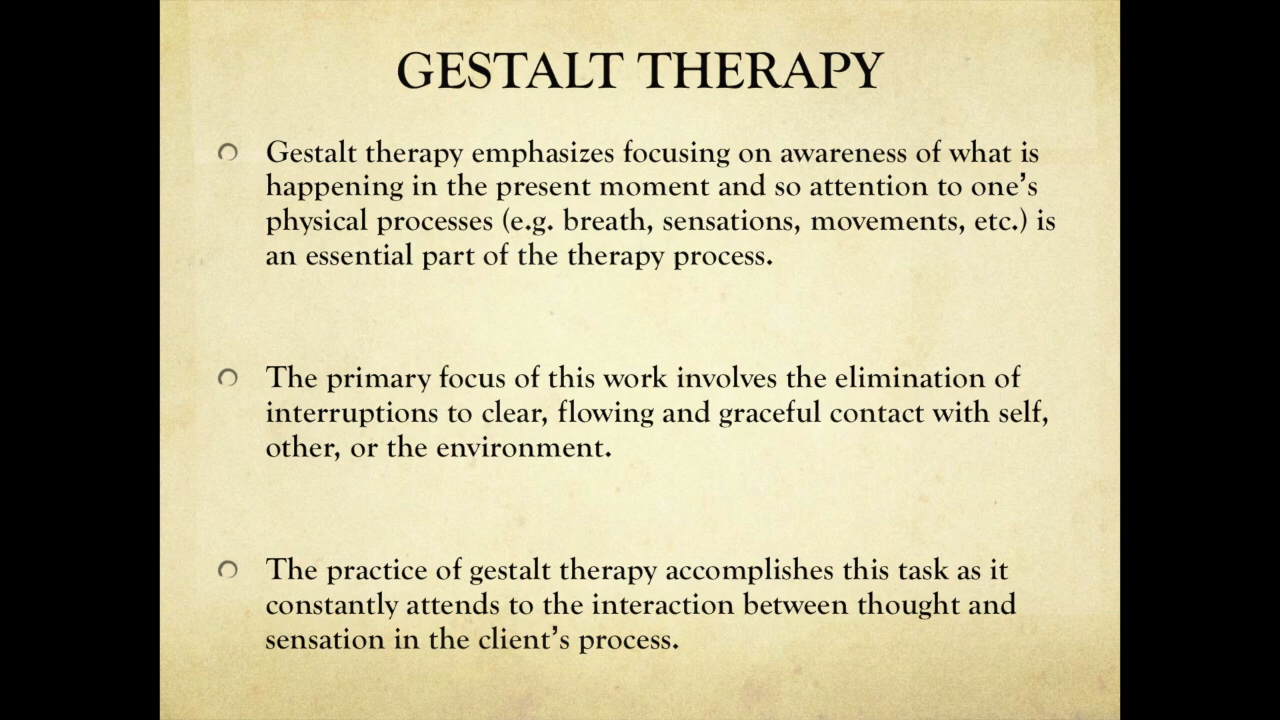 GESTALT THERAPY
Gestalt therapy emphasizes focusing on awareness of what is
happening in the present moment and so attention to one’s
physical processes (e.g. breath, sensations, movements, etc.) is
an essential part of the therapy process.
The primary focus of this work involves the elimination of
interruptions to clear, flowing and graceful contact with self,
other, or the environment.
The practice of gestalt therapy accomplishes this task as it
constantly attends to the interaction between thought and
sensation in the client’s process.